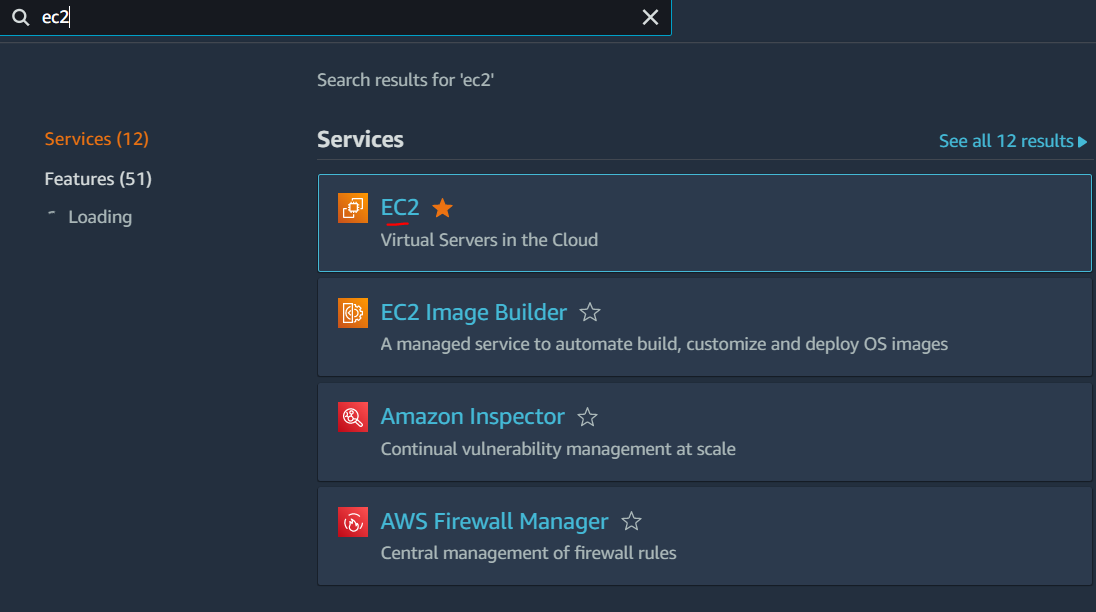 ec2
Search results for 'ec2'
Services (12)
Features (51)
Loading
Services
See all 12 results
EC2
Virtual Servers in the Cloud
EC2 Image Builder
A managed service to automate build, customize and deploy OS images
Amazon Inspector
Continual vulnerability management at scale
AWS Firewall Manager
Central management of firewall rules